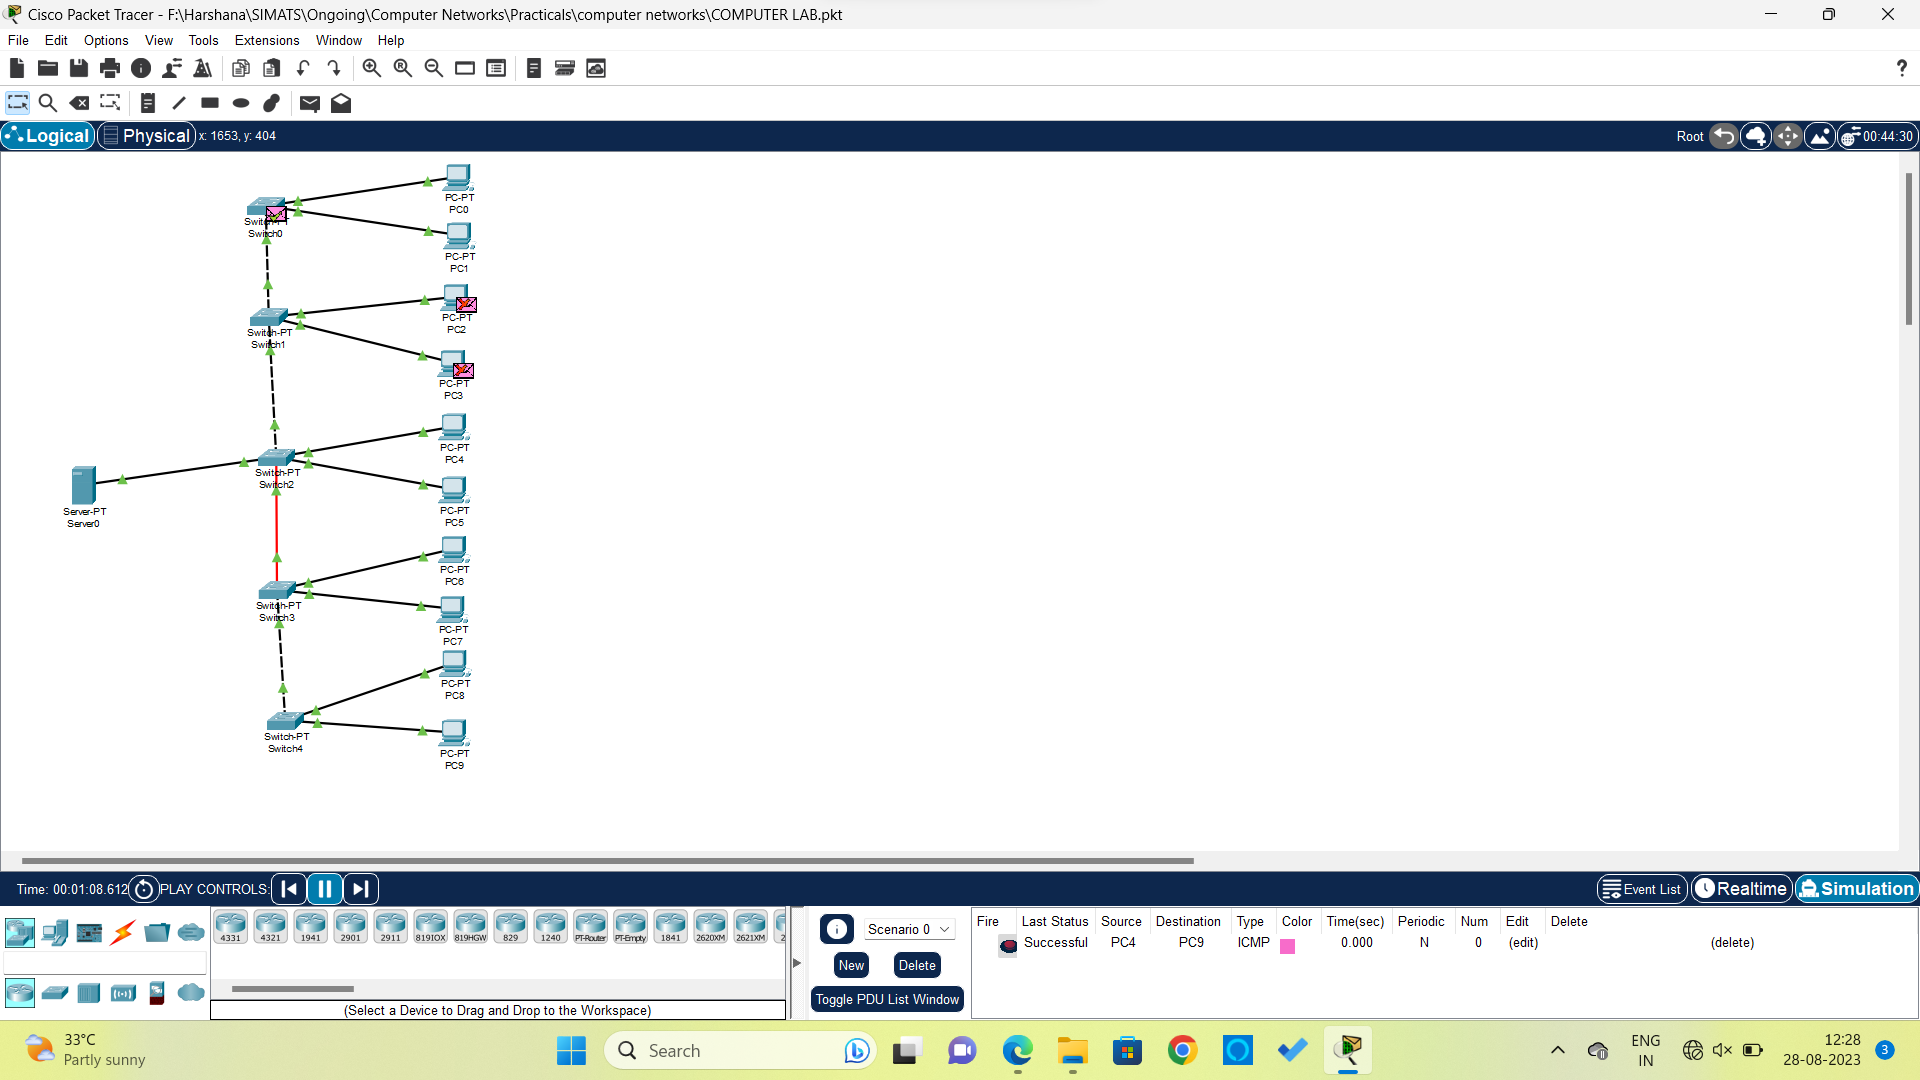 Cisco Packet Tracer - F:\Harshana\SIMATS\Ongoing\Computer Networks\Practicals\computer networks\COMPUTER LAB.pkt
File Edit Options View Tools Extensions Window Help
?
Logical Physical x: 1653, y: 404 Root 00:44:30
PC-PT
PC0
Switch-PT
Switch0
PC-PT
PC1
PC-PT
PC2
Switch-PT
Switch1
PC-PT
PC3
PC-PT
PC4
Switch-PT
Switch2
Server-PT
Server0
PC-PT
PC5
PC-PT
PC6
Switch-PT
Switch3
PC-PT
PC7
PC-PT
PC8
Switch-PT
Switch4
PC-PT
PC9
Time: 00:01:08.612 PLAY CONTROLS: Event List Realtime Simulation
4331 4321 1941 2901 2911 819IOX 819HGW 829 1240 PT-Router PT-Empty 1841 2620XM 2621XM 2
(Select a Device to Drag and Drop to the Workspace)
Scenario 0
New Delete
Toggle PDU List Window
Fire Last Status Source Destination Type Color Time(sec) Periodic Num Edit Delete
Successful PC4 PC9 ICMP 0.000 N 0 (edit) (delete)
33°C
Partly sunny
Search
ENG
IN
12:28
28-08-2023
3